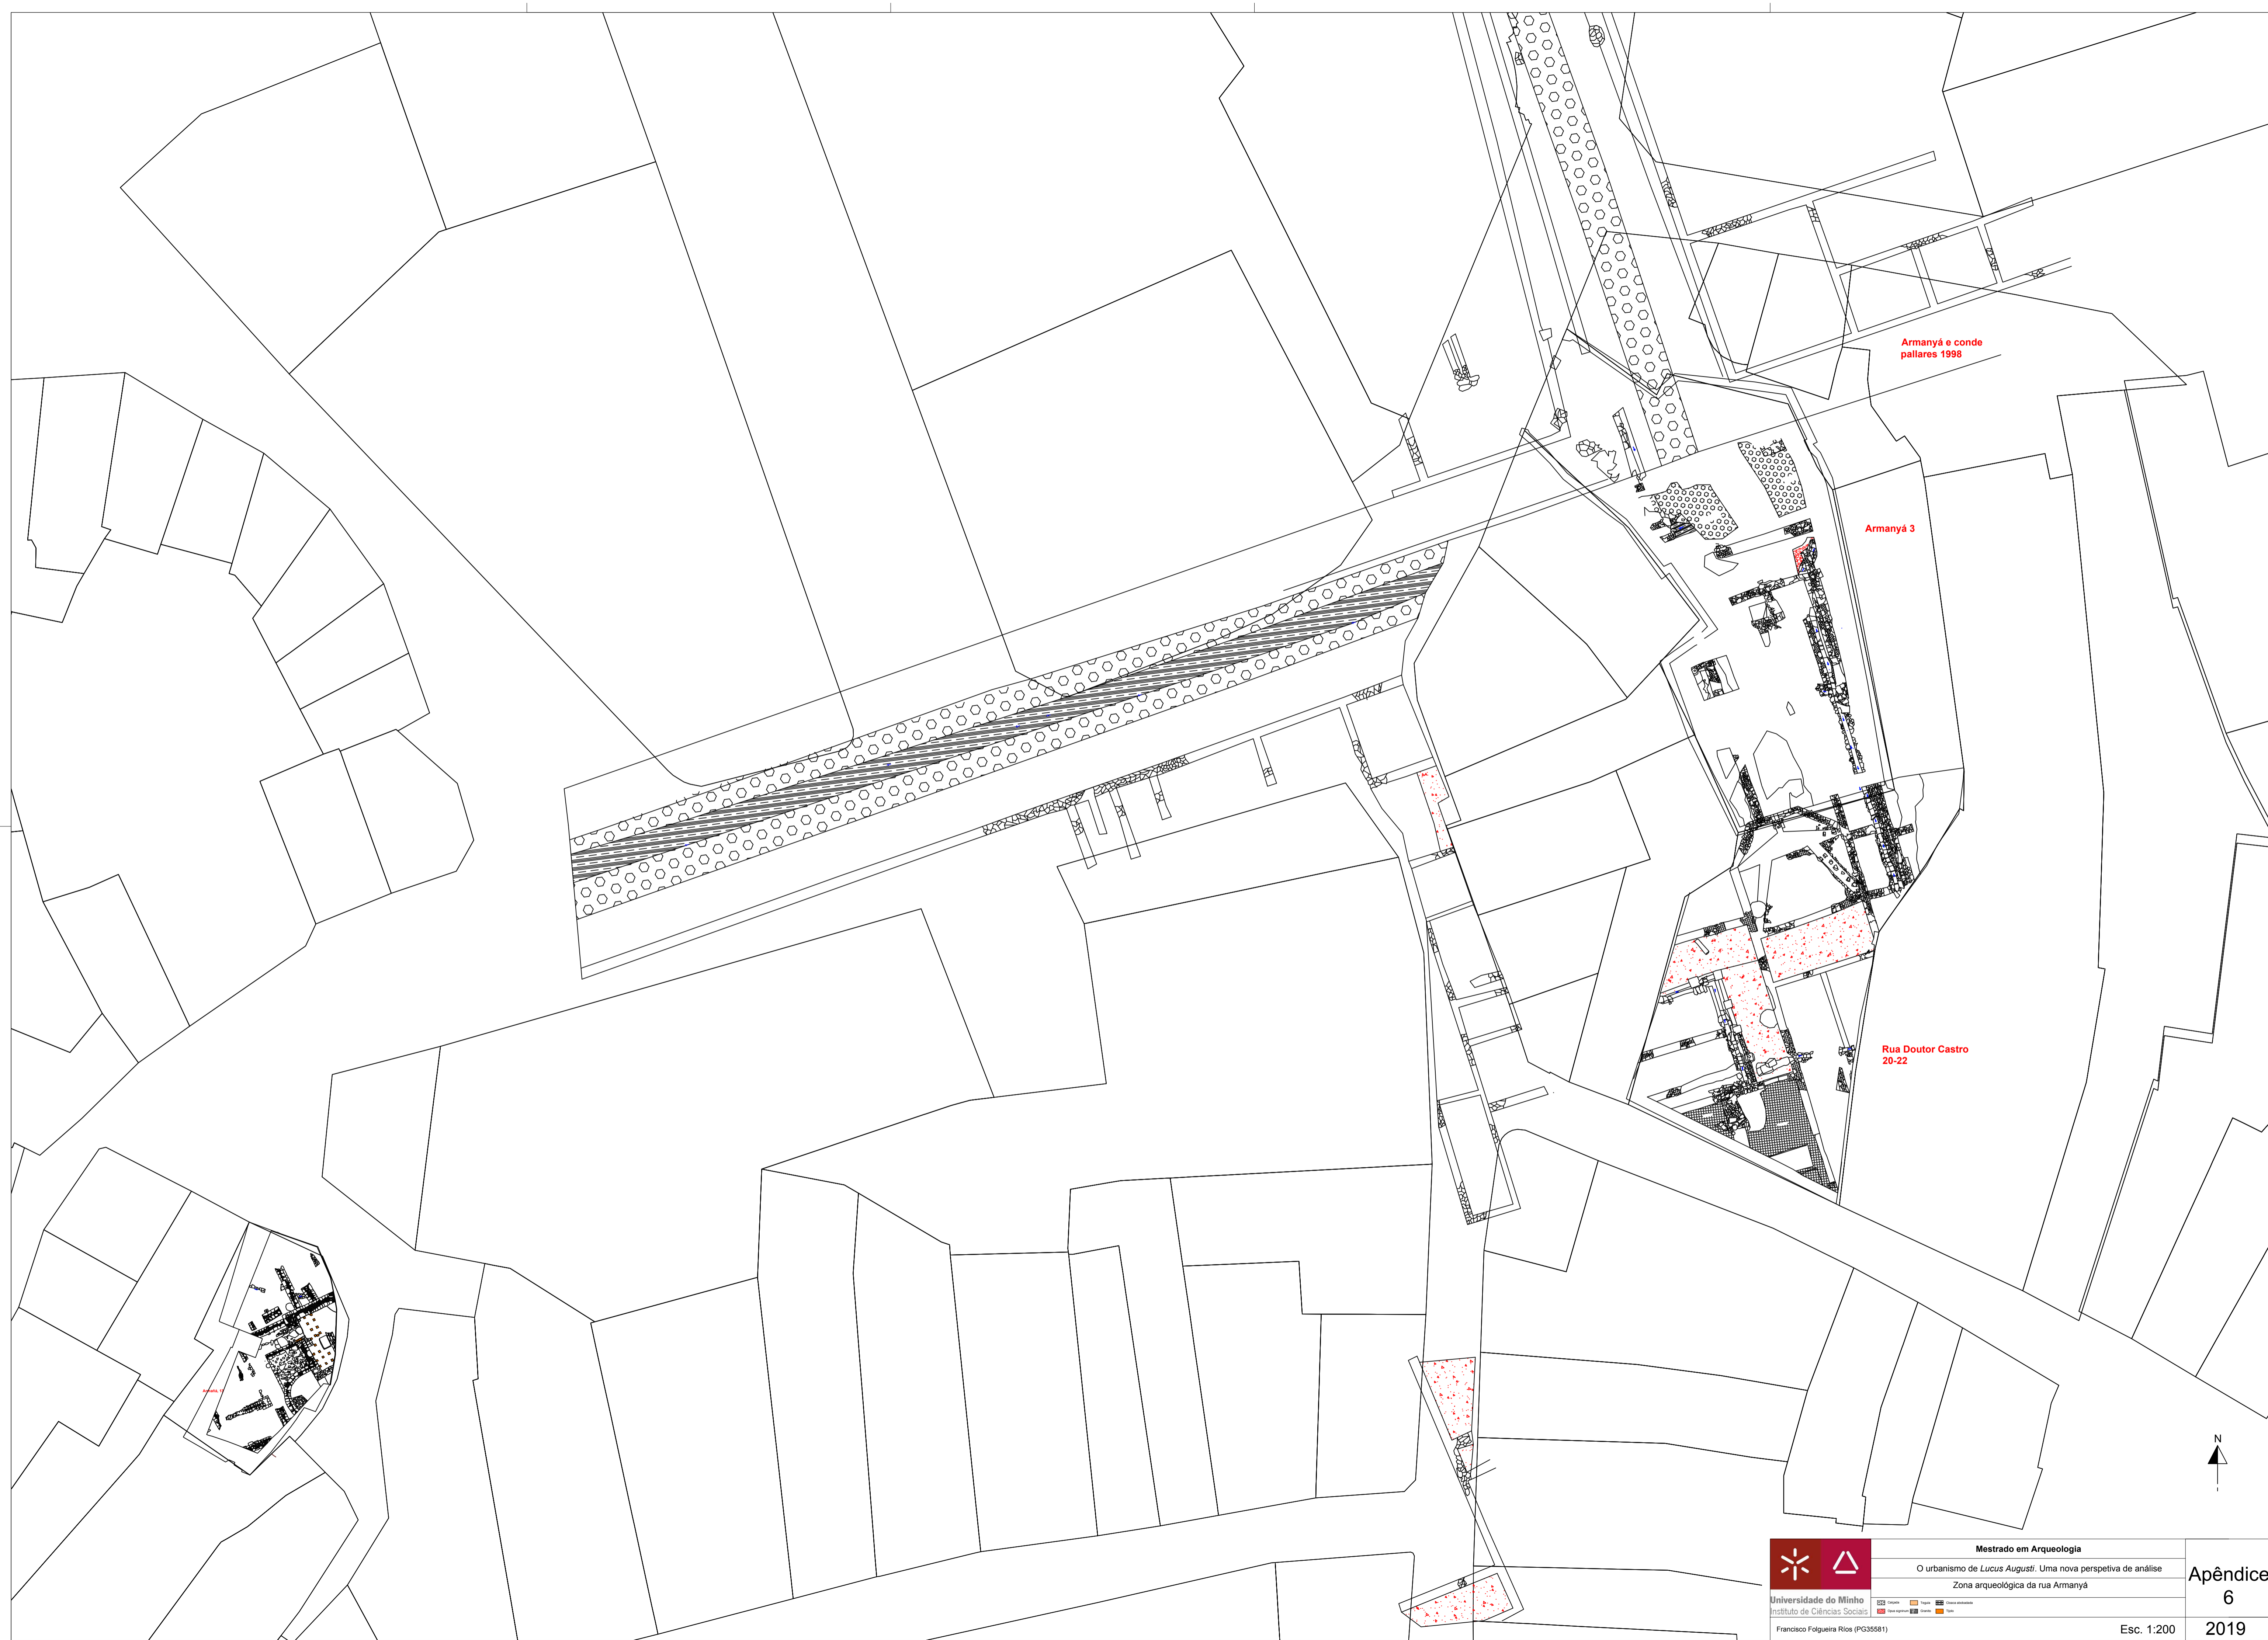 Armanyá e conde
pallares 1998
Armanyá 3
Rua Doutor Castro
20-22
N
Mestrado em Arqueologia
O urbanismo de Lucus Augusti. Uma nova perspetiva de análise
Zona arqueológica da rua Armanyá
Universidade do Minho
Instituto de Ciências Sociais
Francisco Folgueira Ríos (PG35581)
Esc. 1:200
Apêndice
6
2019